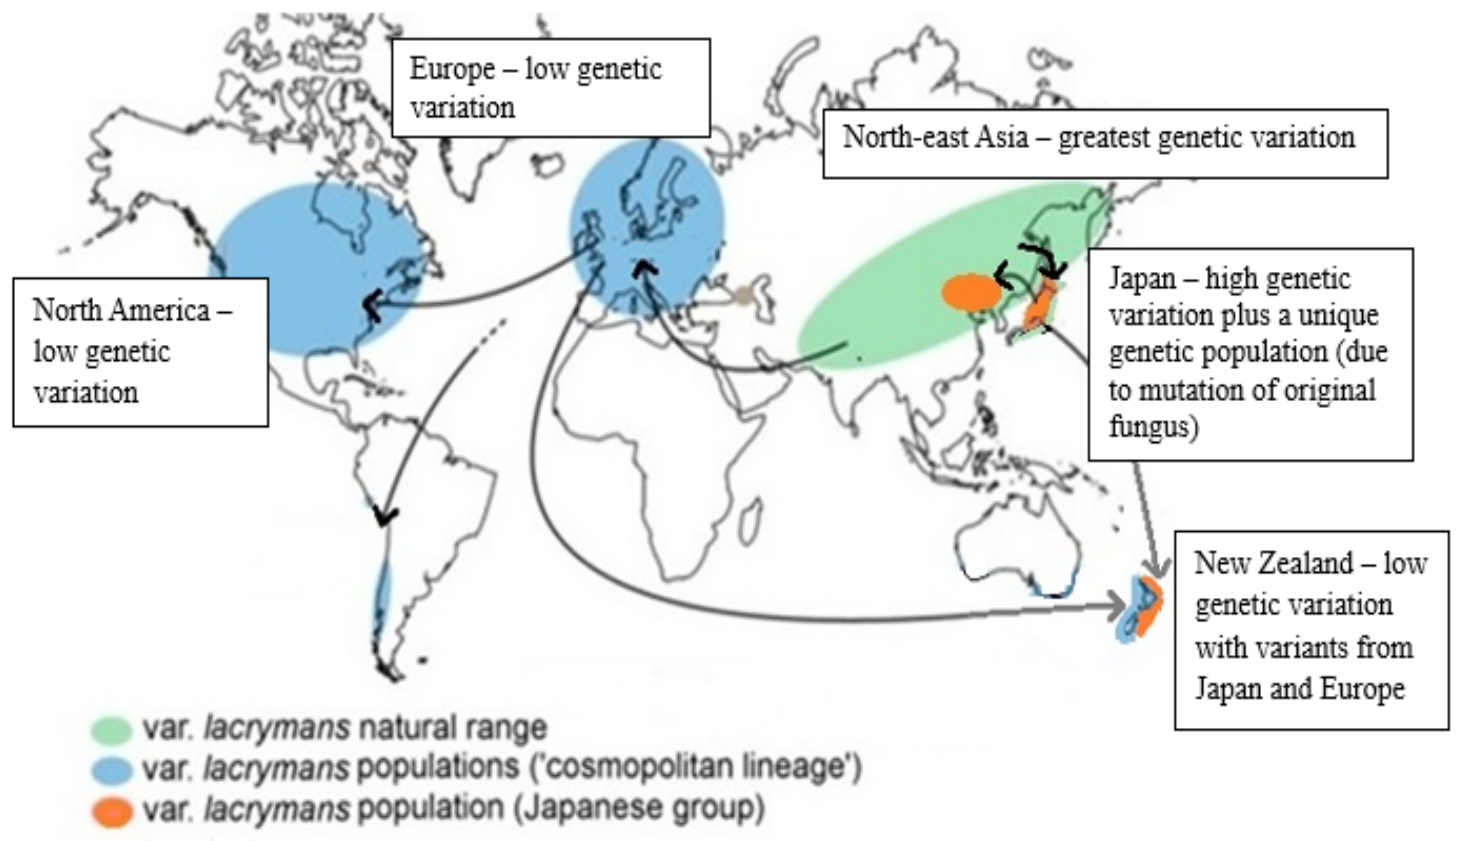 Europe – low genetic
variation
North-east Asia – greatest genetic variation
Japan – high genetic
variation plus a unique
genetic population (due
to mutation of original
fungus)
North America –
low genetic
variation
New Zealand – low
genetic variation
with variants from
Japan and Europe
var. lacrymans natural range
var. lacrymans populations ('cosmopolitan lineage')
var. lacrymans population (Japanese group)